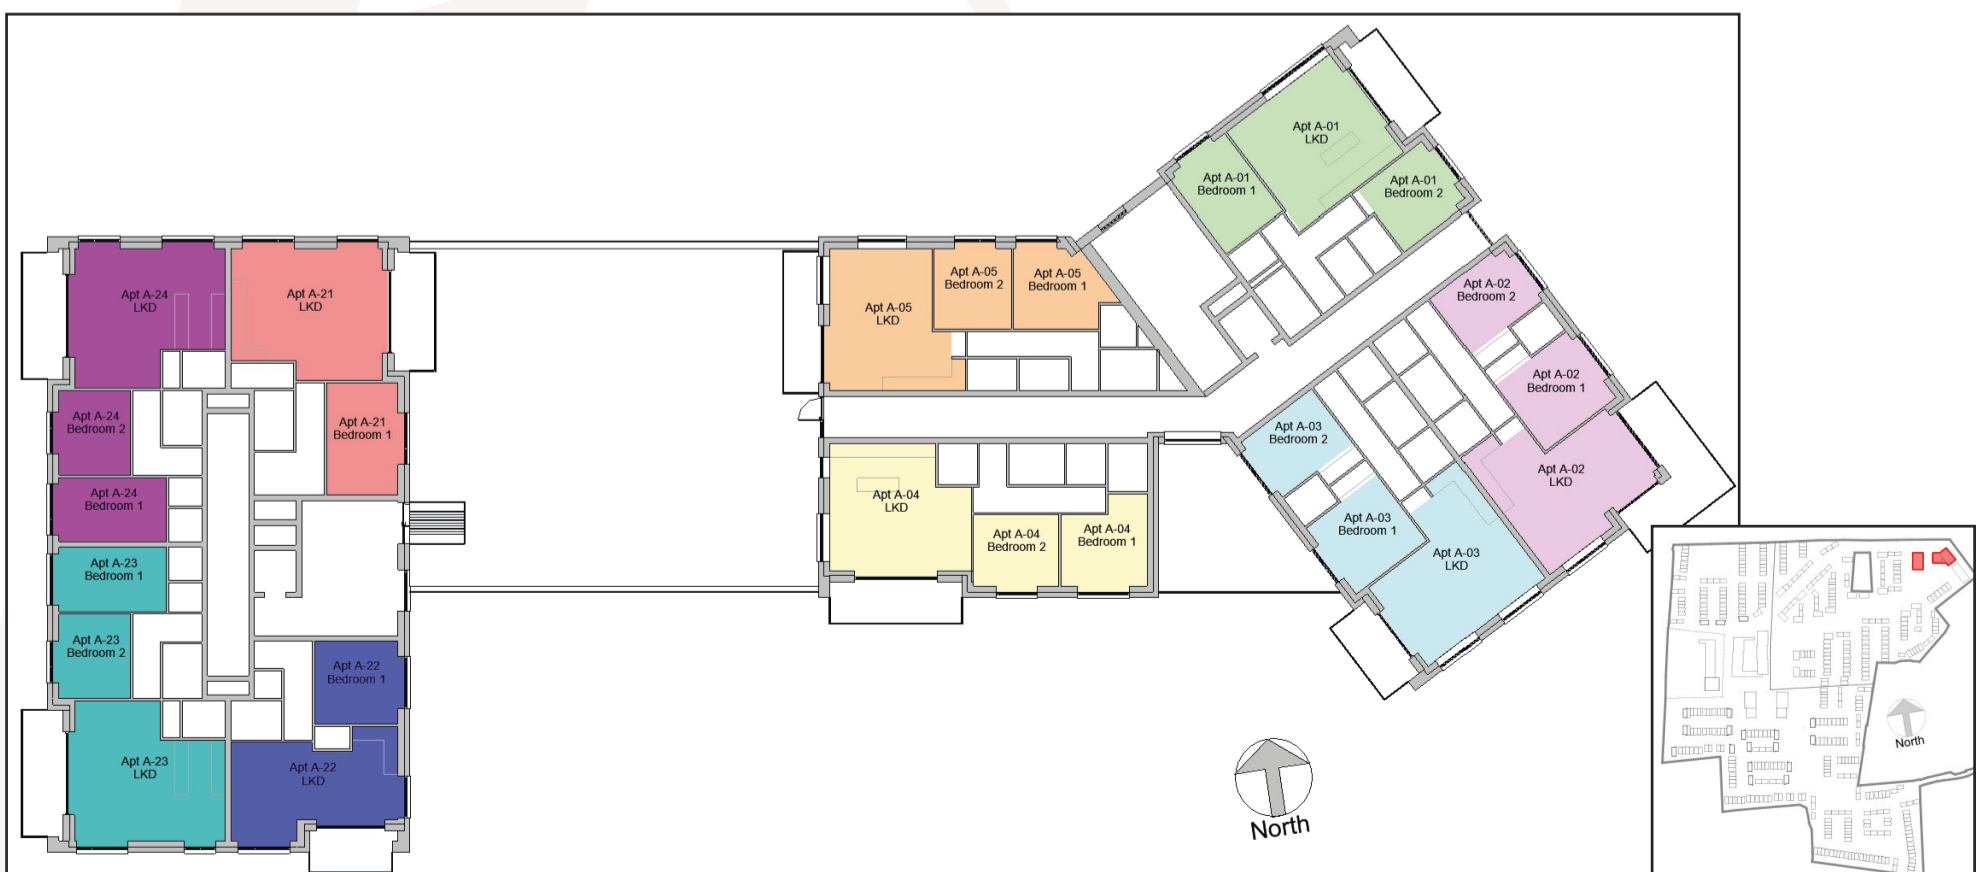 Apt A-01
LKD
Apt A-01
Bedroom 1
Apt A-01
Bedroom 2
Apt A-24
LKD
Apt A-21
LKD
Apt A-05
LKD
Apt A-05
Bedroom 2
Apt A-05
Bedroom 1
Apt A-02
Bedroom 2
Apt A-02
Bedroom 1
Apt A-02
LKD
Apt A-24
Bedroom 2
Apt A-21
Bedroom 1
Apt A-03
Bedroom 2
Apt A-24
Bedroom 1
Apt A-04
LKD
Apt A-04
Bedroom 2
Apt A-04
Bedroom 1
Apt A-03
Bedroom 1
Apt A-03
LKD
Apt A-23
Bedroom 1
Apt A-23
Bedroom 2
Apt A-22
Bedroom 1
Apt A-23
LKD
Apt A-22
LKD
North
North